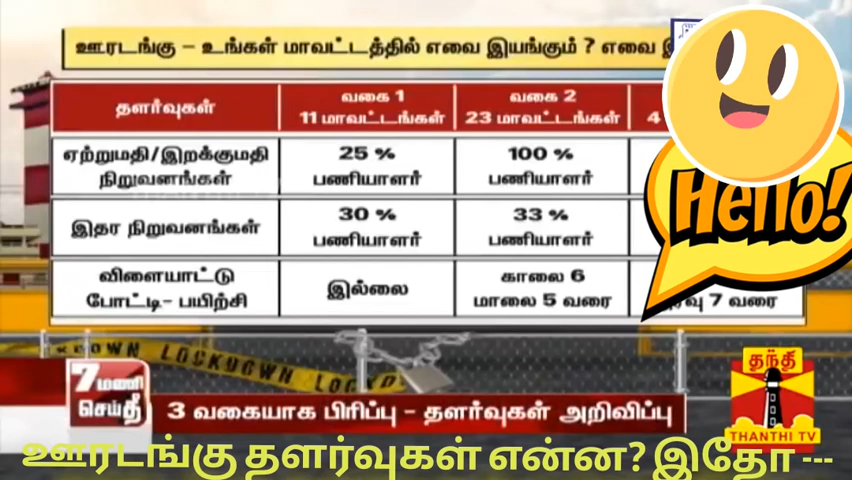 ஊரடங்கு – உங்கள் மாவட்டத்தில் எவை இயங்கும் ? எவை
தளர்வுகள்
வகை 1
11 மாவட்டங்கள்
வகை 2
23 மாவட்டங்கள்
4
ஏற்றுமதி/இறக்குமதி
நிறுவனங்கள்
25 %
பணியாளர்
100 %
பணியாளர்
இதர நிறுவனங்கள்
30 %
பணியாளர்
33 %
பணியாளர்
விளையாட்டு
போட்டி- பயிற்சி
இல்லை
காலை 6
மாலை 5 வரை
7 வரை
Hello!
LOCKDOWN LOCKDOWN
7 மணி
செய்தி
3 வகையாக பிரிப்பு – தளர்வுகள் அறிவிப்பு
தந்தி
THANTHI TV
ஊரடங்கு தளர்வுகள் என்ன? இதோ ---